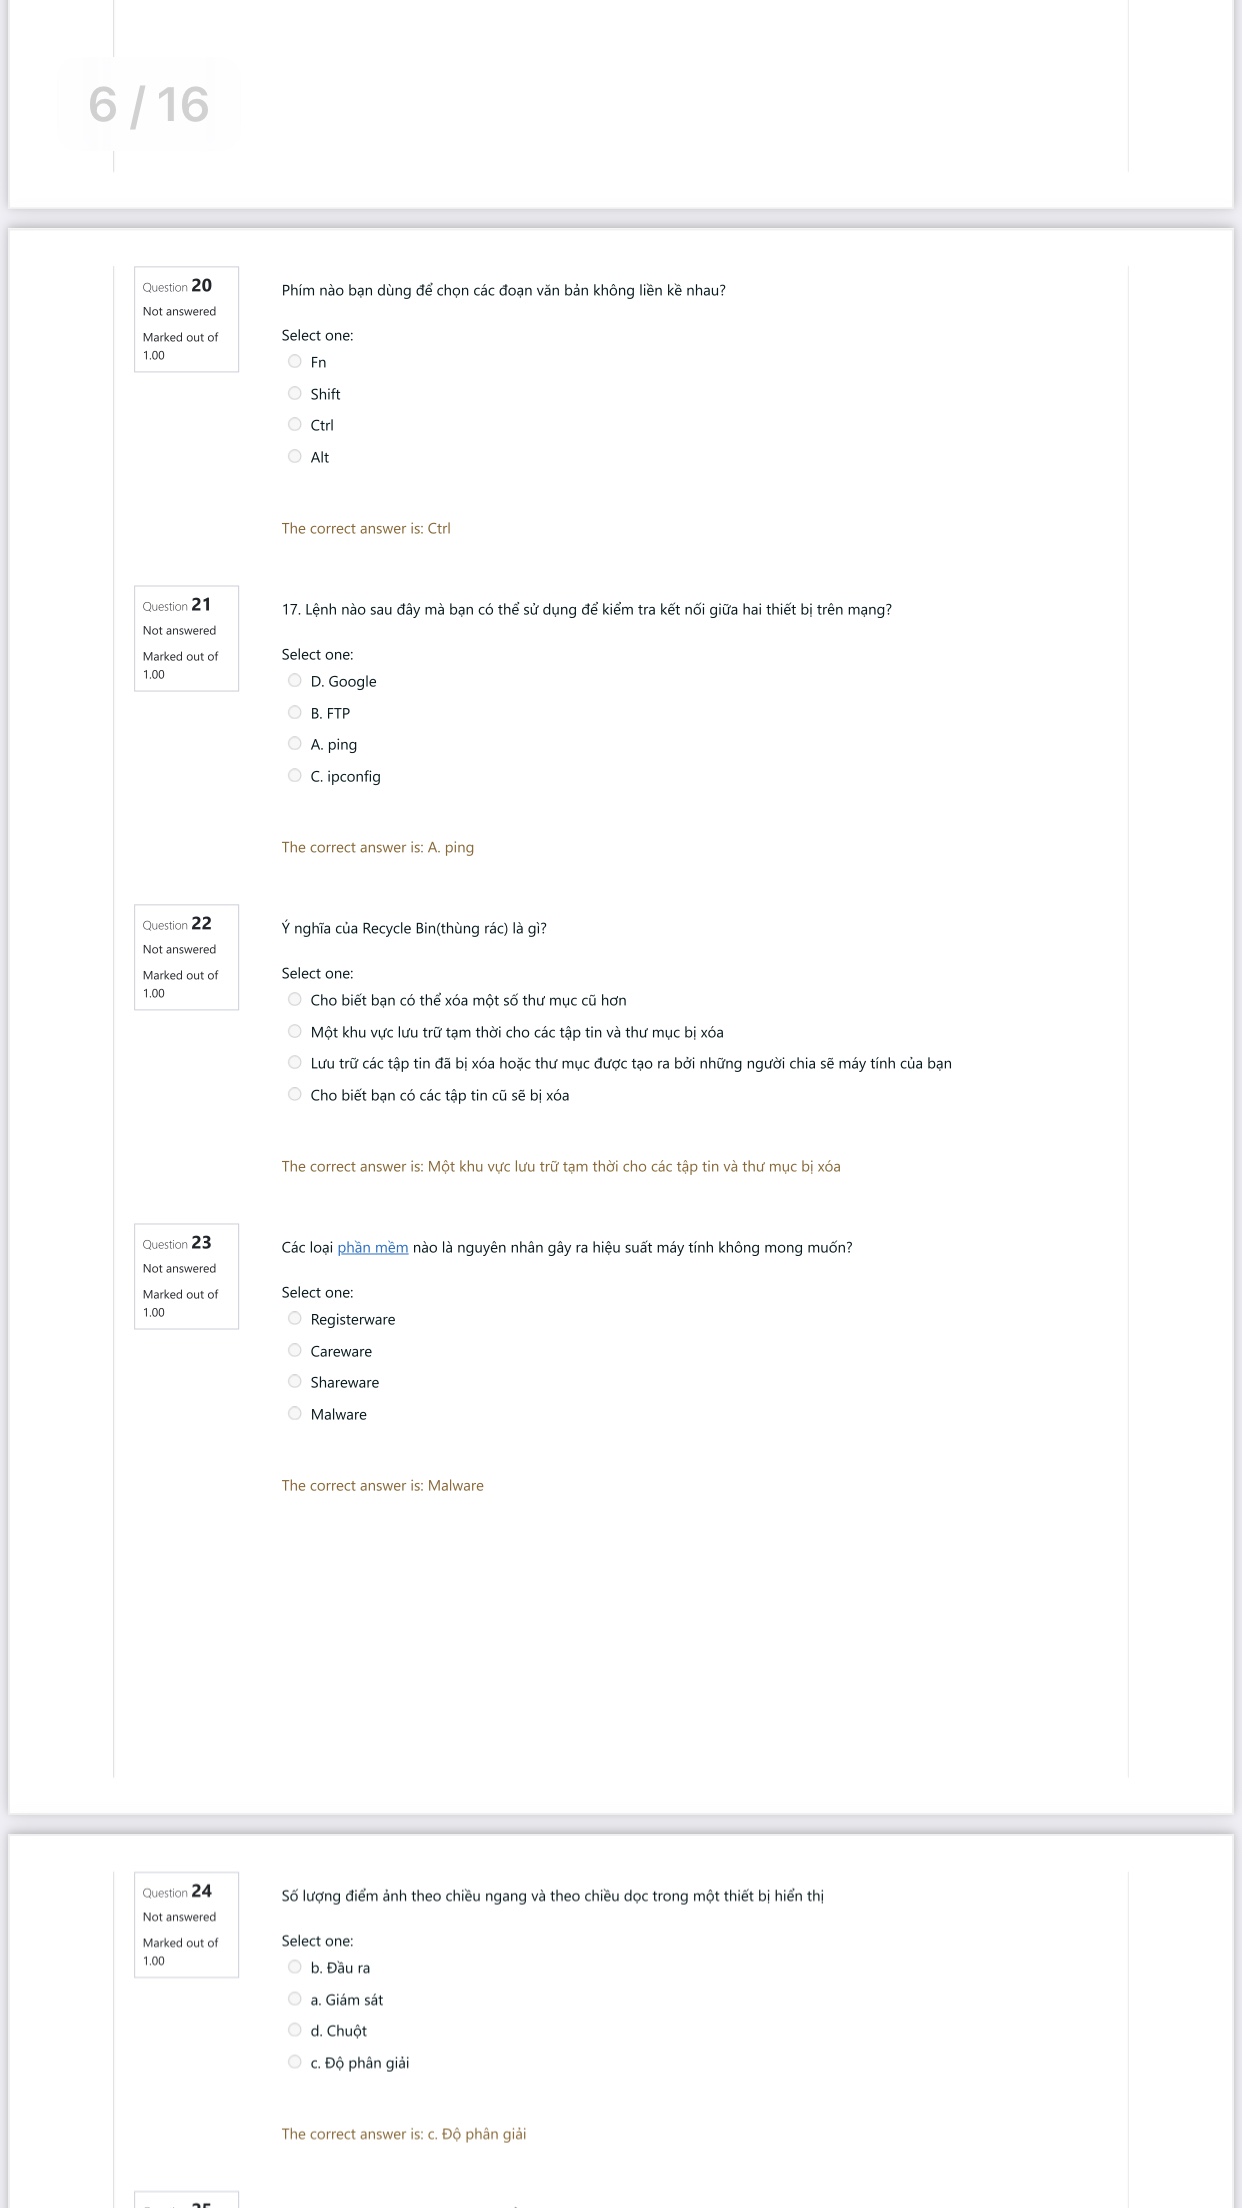 6 / 16
Question 20
Not answered
Marked out of
1.00
Phím nào bạn dùng để chọn các đoạn văn bản không liền kề nhau?
Select one:
Fn
Shift
Ctrl
Alt
The correct answer is: Ctrl
Question 21
Not answered
Marked out of
1.00
17. Lệnh nào sau đây mà bạn có thể sử dụng để kiểm tra kết nối giữa hai thiết bị trên mạng?
Select one:
D. Google
B. FTP
A. ping
C. ipconfig
The correct answer is: A. ping
Question 22
Not answered
Marked out of
1.00
Ý nghĩa của Recycle Bin(thùng rác) là gì?
Select one:
Cho biết bạn có thể xóa một số thư mục cũ hơn
Một khu vực lưu trữ tạm thời cho các tập tin và thư mục bị xóa
Lưu trữ các tập tin đã bị xóa hoặc thư mục được tạo ra bởi những người chia sẽ máy tính của bạn
Cho biết bạn có các tập tin cũ sẽ bị xóa
The correct answer is: Một khu vực lưu trữ tạm thời cho các tập tin và thư mục bị xóa
Question 23
Not answered
Marked out of
1.00
Các loại phần mềm nào là nguyên nhân gây ra hiệu suất máy tính không mong muốn?
Select one:
Registerware
Careware
Shareware
Malware
The correct answer is: Malware
Question 24
Not answered
Marked out of
1.00
Số lượng điểm ảnh theo chiều ngang và theo chiều dọc trong một thiết bị hiển thị
Select one:
b. Đầu ra
a. Giám sát
d. Chuột
c. Độ phân giải
The correct answer is: c. Độ phân giải